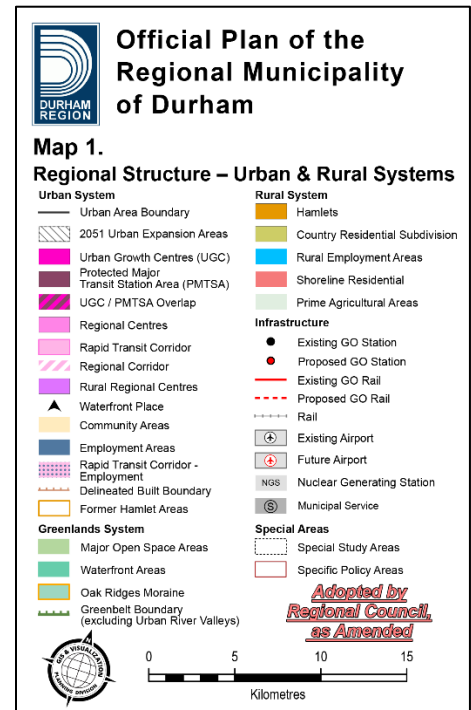 DURHAM
REGION
Official Plan of the
Regional Municipality
of Durham
Map 1.
Regional Structure – Urban & Rural Systems
Urban System
Urban Area Boundary
2051 Urban Expansion Areas
Urban Growth Centres (UGC)
Protected Major
Transit Station Area (PMTSA)
UGC / PMTSA Overlap
Regional Centres
Rapid Transit Corridor
Regional Corridor
Rural Regional Centres
Waterfront Place
Community Areas
Employment Areas
Rapid Transit Corridor -
Employment
Delineated Built Boundary
Former Hamlet Areas
Greenlands System
Major Open Space Areas
Waterfront Areas
Oak Ridges Moraine
Greenbelt Boundary
(excluding Urban River Valleys)
Rural System
Hamlets
Country Residential Subdivision
Rural Employment Areas
Shoreline Residential
Prime Agricultural Areas
Infrastructure
Existing GO Station
Proposed GO Station
Existing GO Rail
Proposed GO Rail
Rail
Existing Airport
Future Airport
NGS Nuclear Generating Station
S Municipal Service
Special Areas
Special Study Areas
Specific Policy Areas
Adopted by
Regional Council,
as Amended
GIS & VISUALIZATION
PLANNING DIVISION
N
0 5 10 15
Kilometres